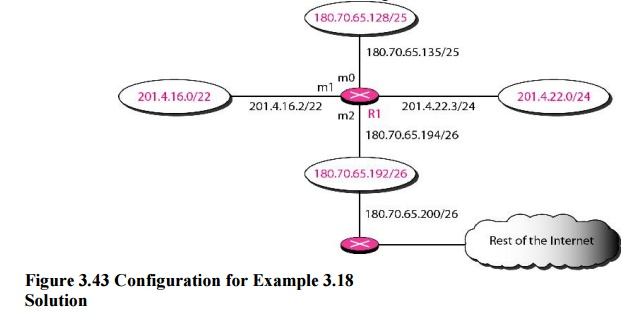 180.70.65.128/25
180.70.65.135/25
m0
m1
201.4.16.0/22
201.4.22.0/24
201.4.16.2/22
201.4.22.3/24
m2
R1
180.70.65.194/26
180.70.65.192/26
180.70.65.200/26
Rest of the Internet
Figure 3.43 Configuration for Example 3.18
Solution